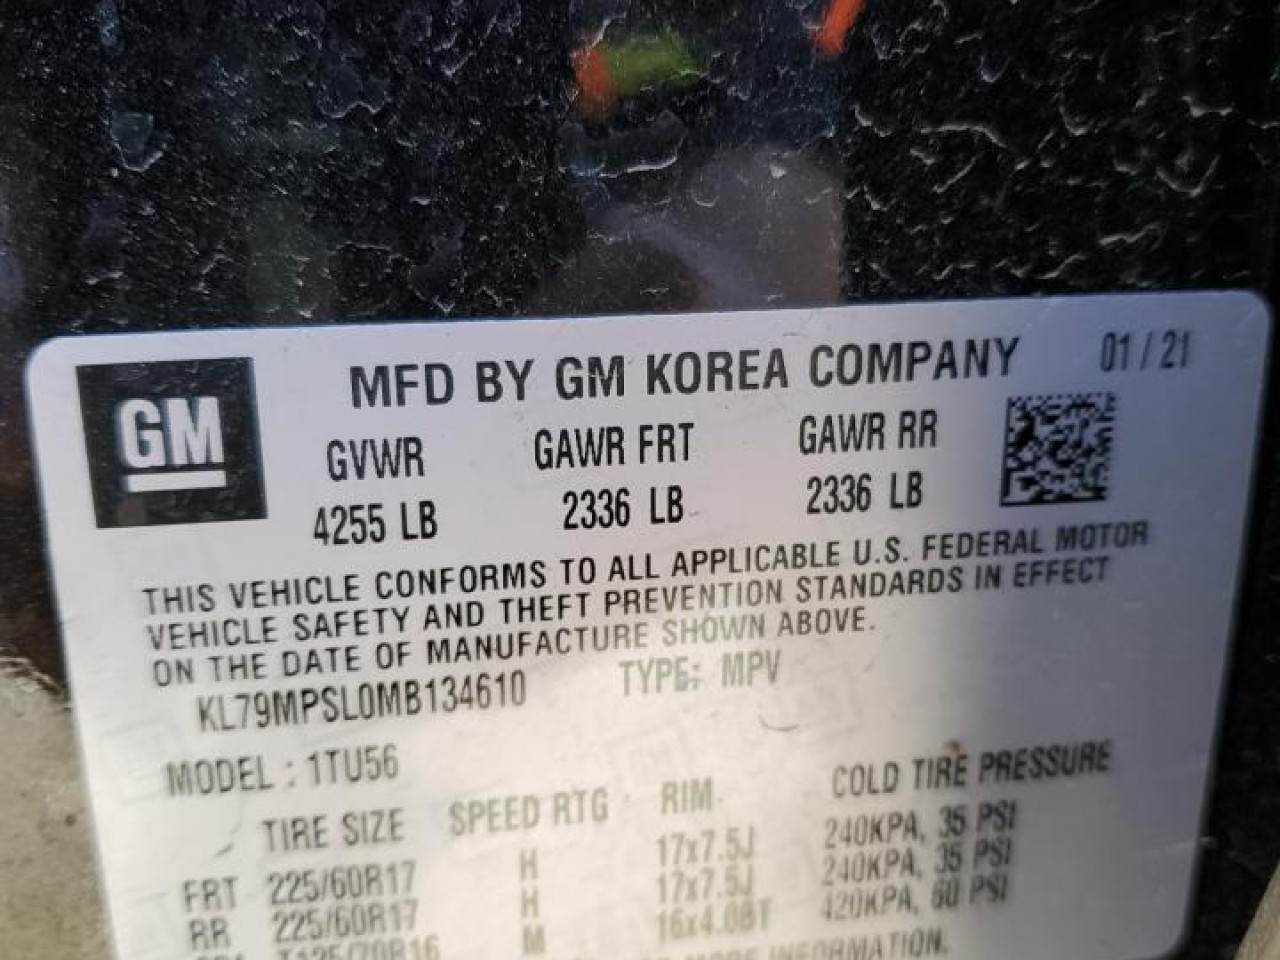 MFD BY GM KOREA COMPANY 01 / 21
GM
GVWR GAWR FRT GAWR RR
4255 LB 2336 LB 2336 LB
THIS VEHICLE CONFORMS TO ALL APPLICABLE U.S. FEDERAL MOTOR
VEHICLE SAFETY AND THEFT PREVENTION STANDARDS IN EFFECT
ON THE DATE OF MANUFACTURE SHOWN ABOVE.
KL79MPSL0MB134610 TYPE: MPV
MODEL : 1TU56
TIRE SIZE SPEED RTG RIM COLD TIRE PRESSURE
FRT 225/60R17 H 17x7.5J 240KPA, 35 PSI
RR 225/60R17 H 17x7.5J 240KPA, 35 PSI
T125/70R16 M 16x4.0BT 420KPA, 60 PSI
MORE INFORMATION.